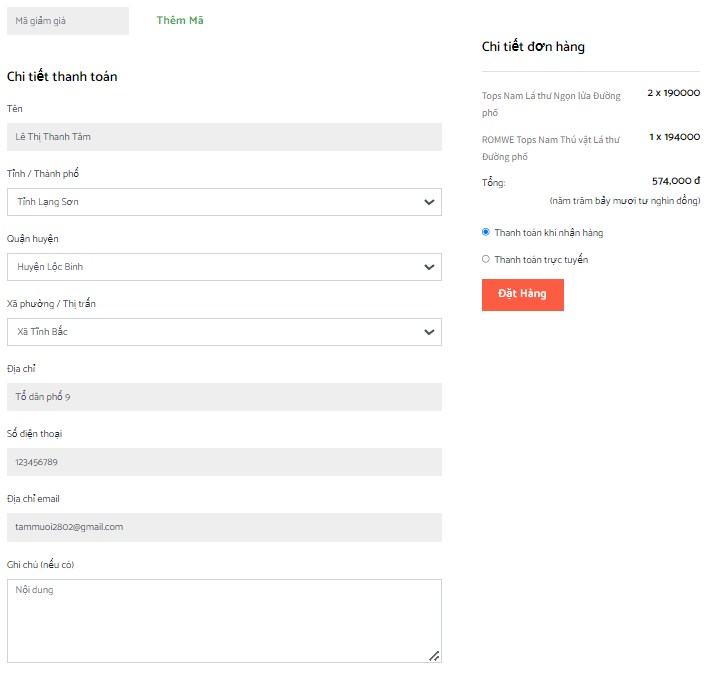 Mã giảm giá
Thêm Mã
Chi tiết thanh toán
Tên
Lê Thị Thanh Tâm
Tỉnh / Thành phố
Tỉnh Lạng Sơn
Quận huyện
Huyện Lộc Bình
Xã phường / Thị trấn
Xã Tĩnh Bắc
Địa chỉ
Tổ dân phố 9
Số điện thoại
123456789
Địa chỉ email
tammuoi2802@gmail.com
Ghi chú (nếu có)
Nội dung
Chi tiết đơn hàng
Tops Nam Lá thư Ngọn lửa Đường 2 x 190000
phố
ROMWE Tops Nam Thú vật Lá thư 1 x 194000
Đường phố
Tổng: 574,000 đ
(năm trăm bảy mươi tư nghìn đồng)
Thanh toán khi nhận hàng
Thanh toán trực tuyến
Đặt Hàng